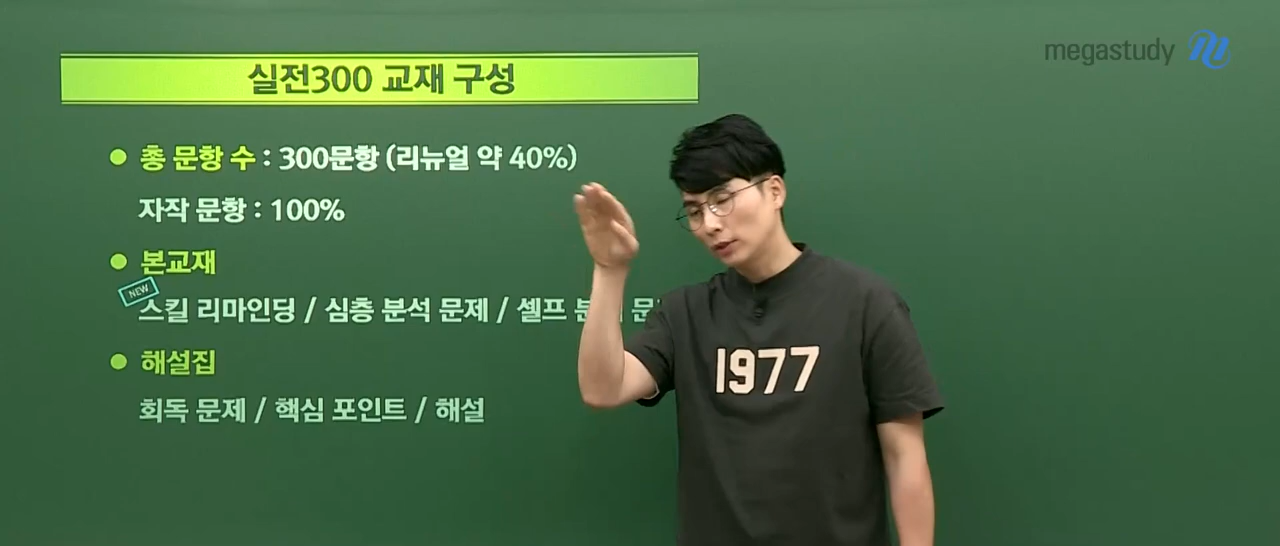 megastudy
실전300 교재 구성
● 총 문항 수 : 300문항 (리뉴얼 약 40%)
자작 문항 : 100%
● 본교재
NEW
스킬 리마인딩 / 심층 분석 문제 / 셀프
● 해설집
회독 문제 / 핵심 포인트 / 해설
1977